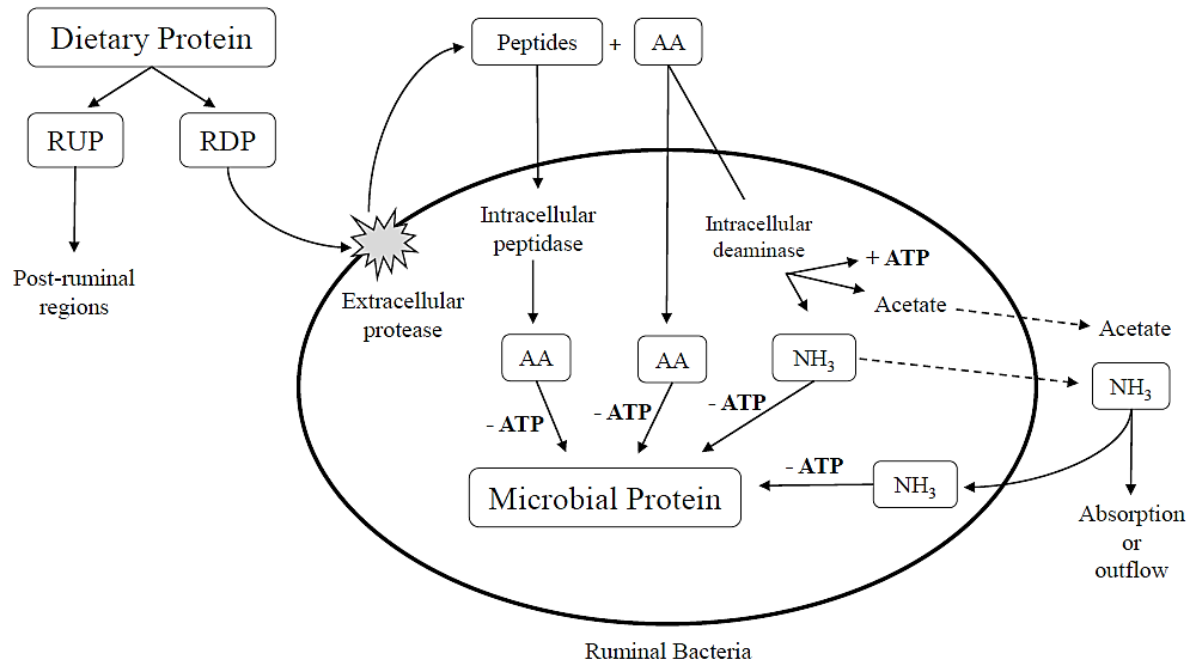 Dietary Protein
Peptides + AA
RUP
RDP
Post-ruminal
regions
Extracellular
protease
Intracellular
peptidase
Intracellular
deaminase
+ ATP
Acetate
Acetate
AA
AA
NH₃
NH₃
- ATP
- ATP
- ATP
Microbial Protein
- ATP
NH₃
Absorption
or
outflow
Ruminal Bacteria